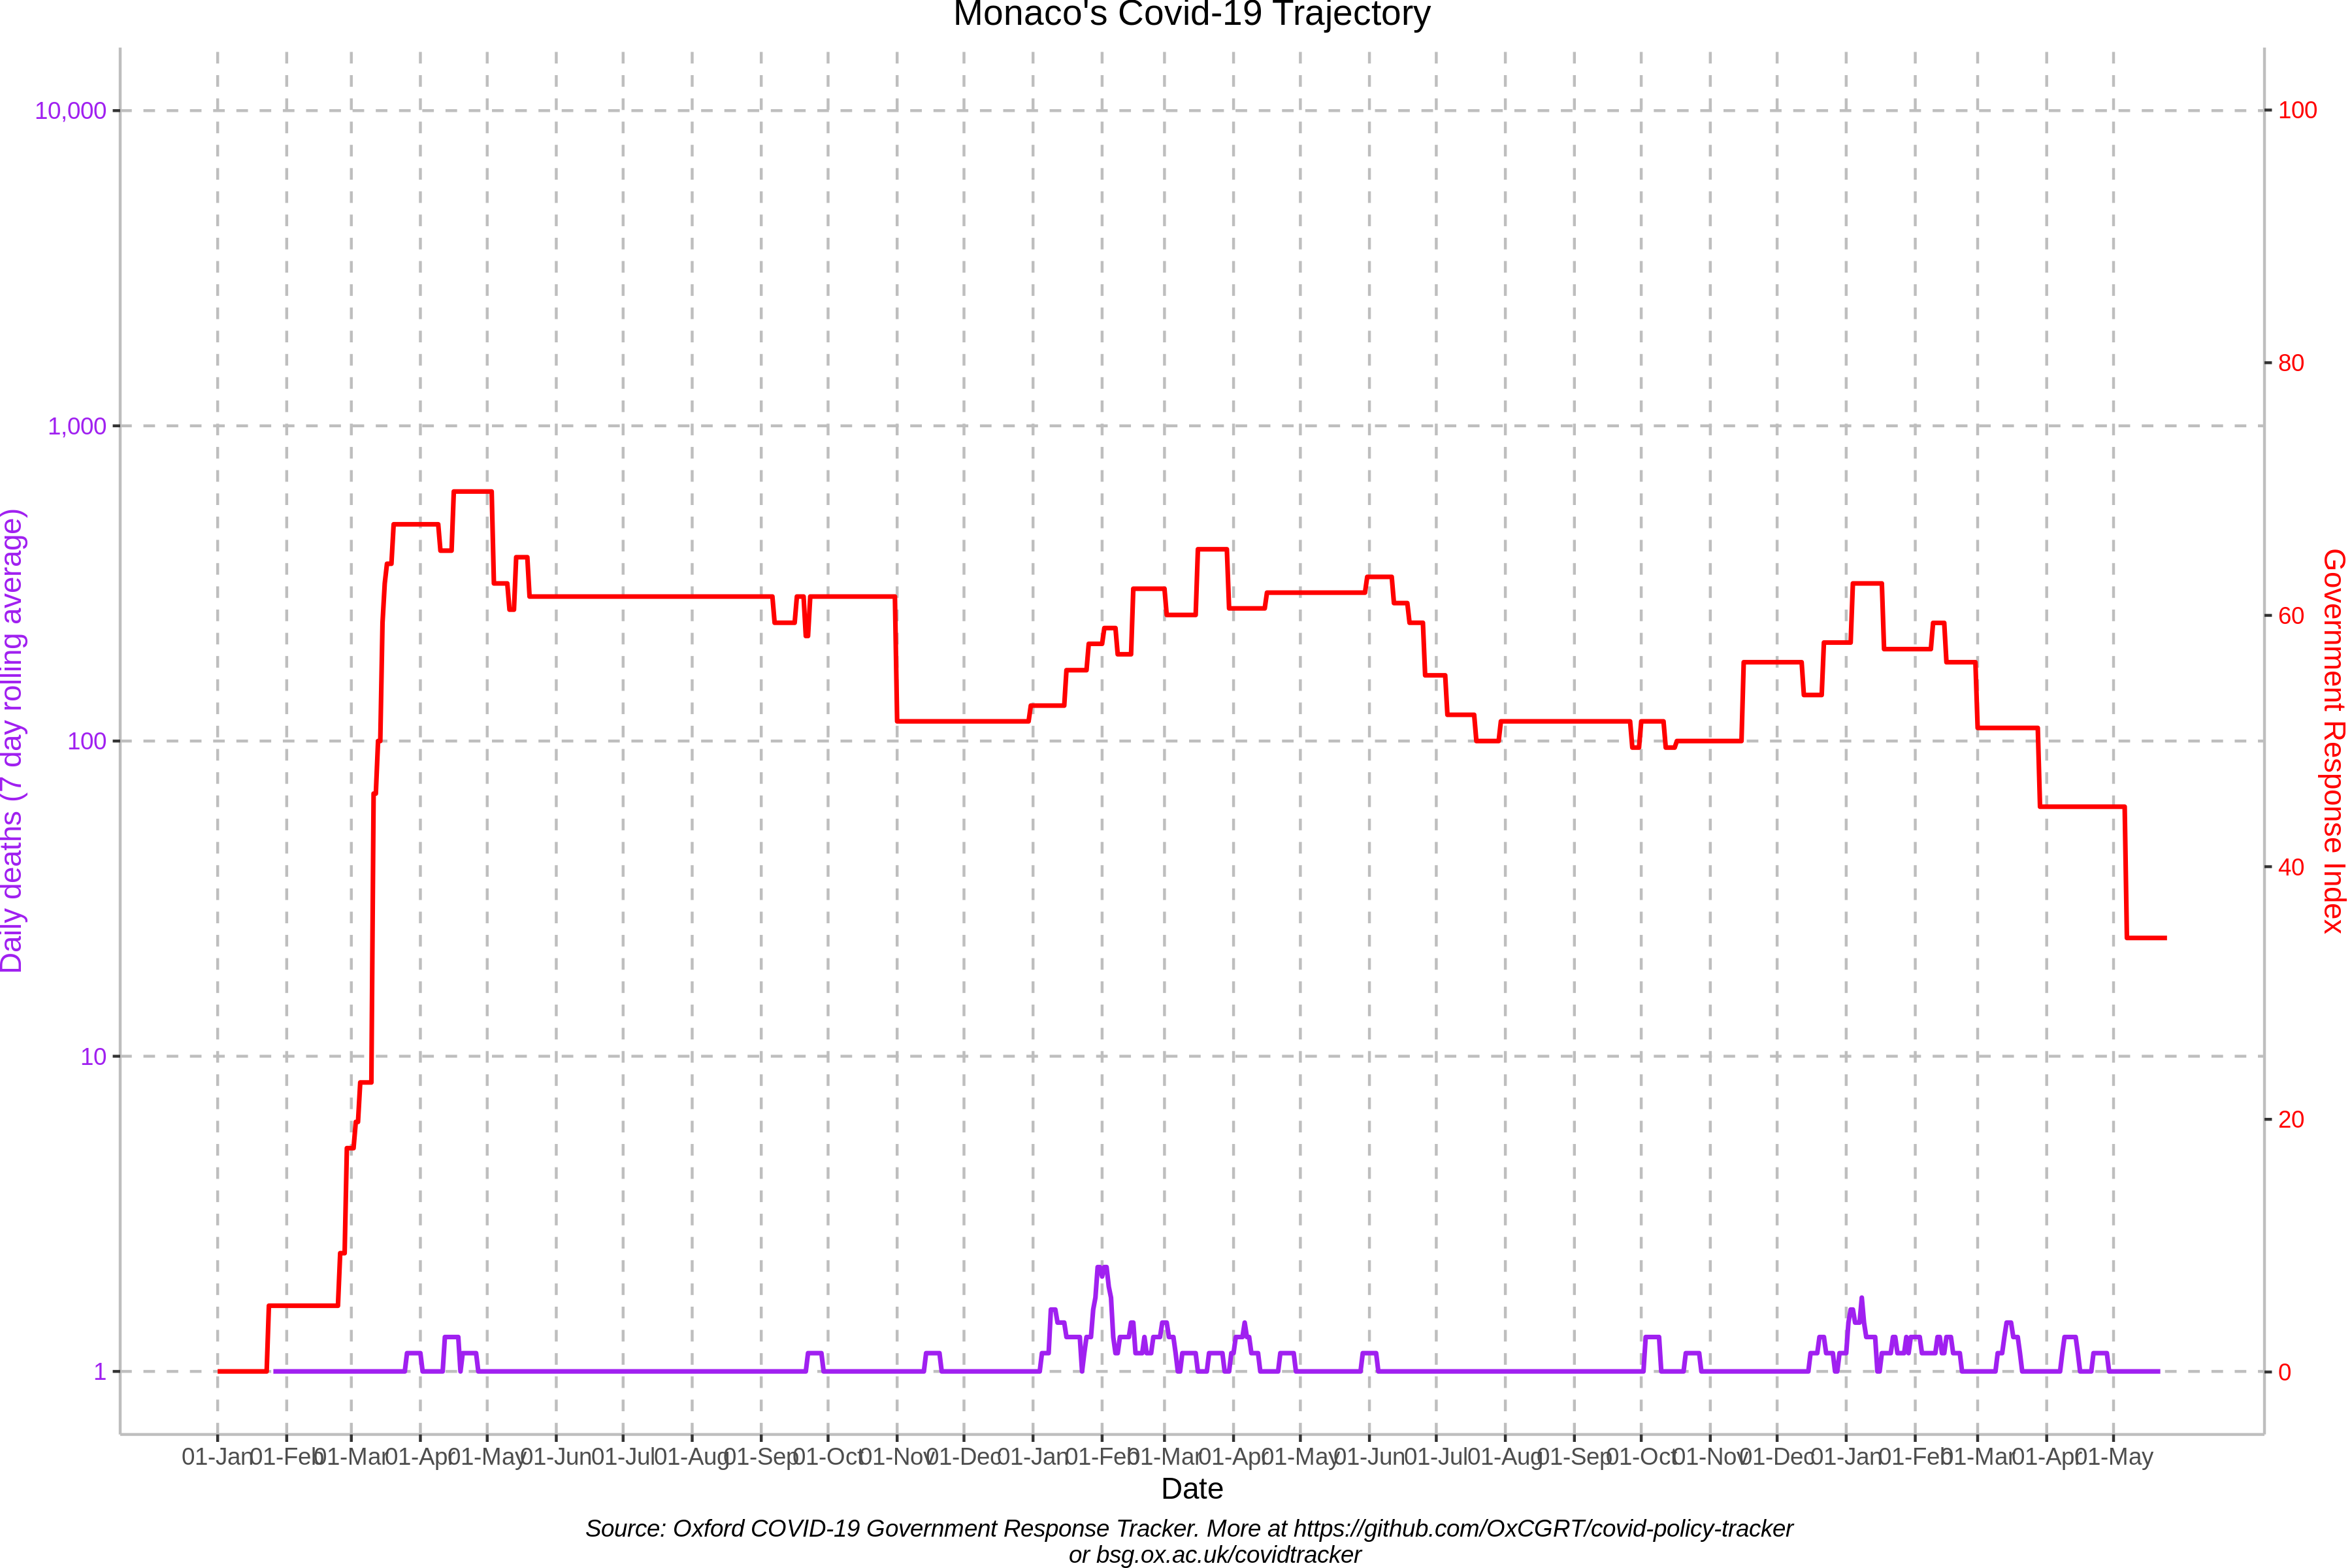 Monaco's Covid-19 Trajectory
10,000
1,000
100
10
1
Daily deaths (7 day rolling average)
100
80
60
40
20
0
Government Response Index
01-Jan 01-Feb 01-Mar 01-Apr 01-May 01-Jun 01-Jul 01-Aug 01-Sep 01-Oct 01-Nov 01-Dec 01-Jan 01-Feb 01-Mar 01-Apr 01-May 01-Jun 01-Jul 01-Aug 01-Sep 01-Oct 01-Nov 01-Dec 01-Jan 01-Feb 01-Mar 01-Apr 01-May
Date
Source: Oxford COVID-19 Government Response Tracker. More at https://github.com/OxCGRT/covid-policy-tracker
or bsg.ox.ac.uk/covidtracker